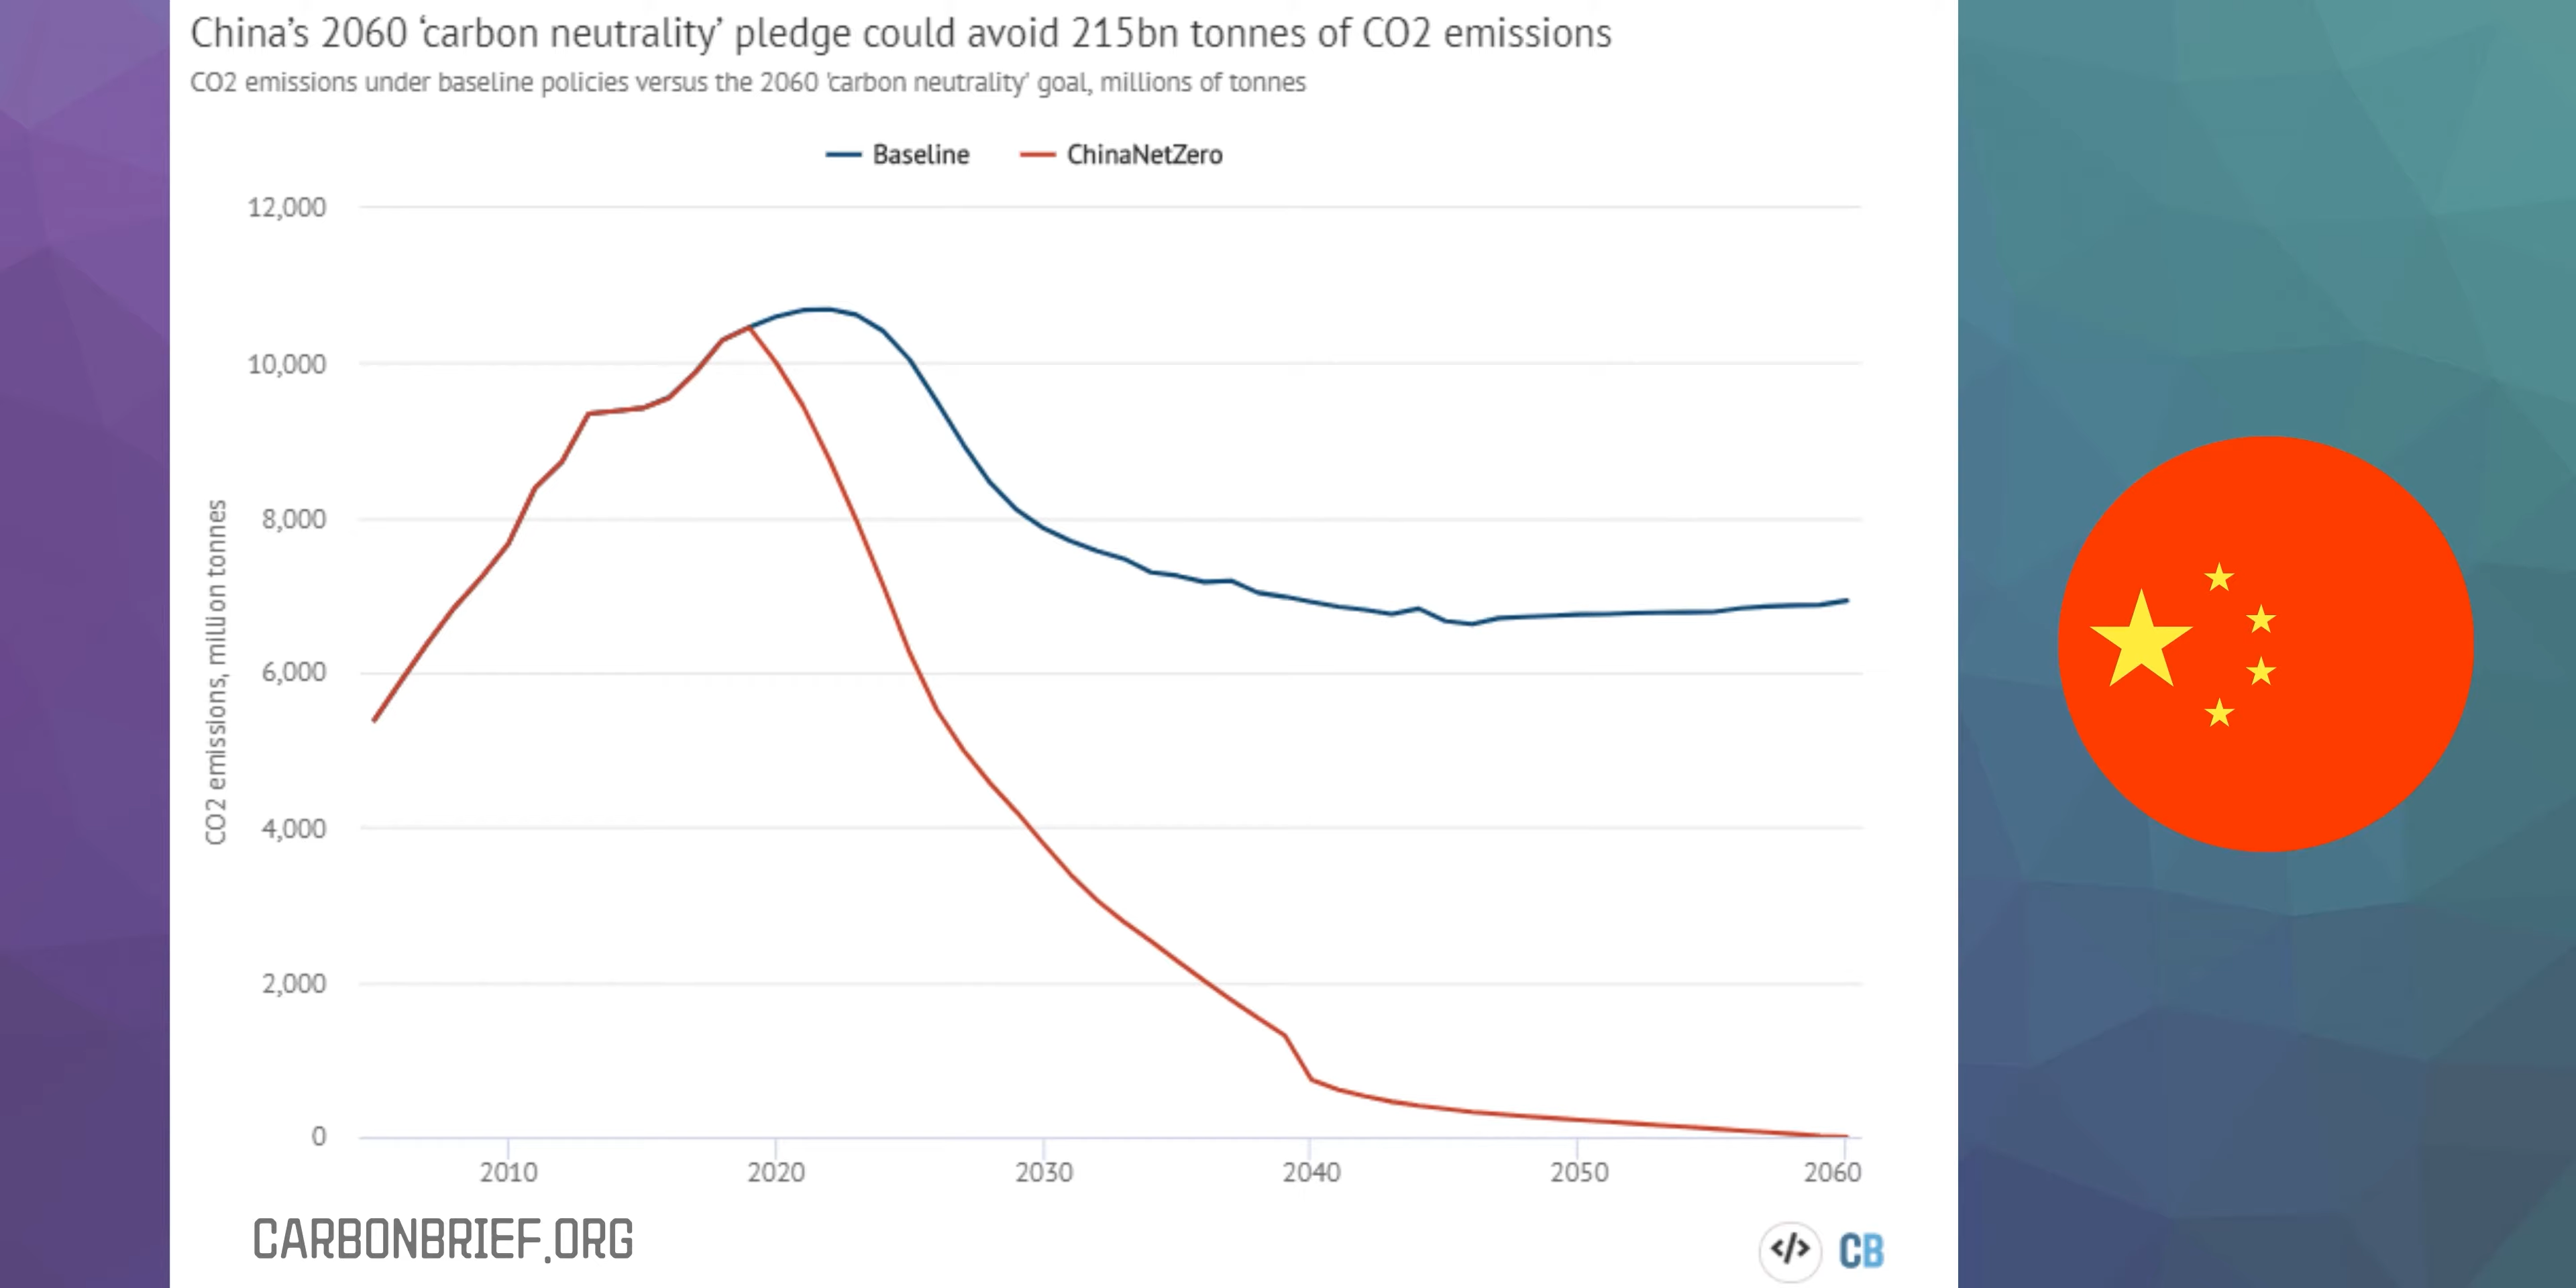 China's 2060 ‘carbon neutrality’ pledge could avoid 215bn tonnes of CO2 emissions
CO2 emissions under baseline policies versus the 2060 'carbon neutrality' goal, millions of tonnes
Baseline ChinaNetZero
CO2 emissions, million tonnes
12,000
10,000
8,000
6,000
4,000
2,000
0
2010 2020 2030 2040 2050 2060
CARBONBRIEF.ORG
</> CB